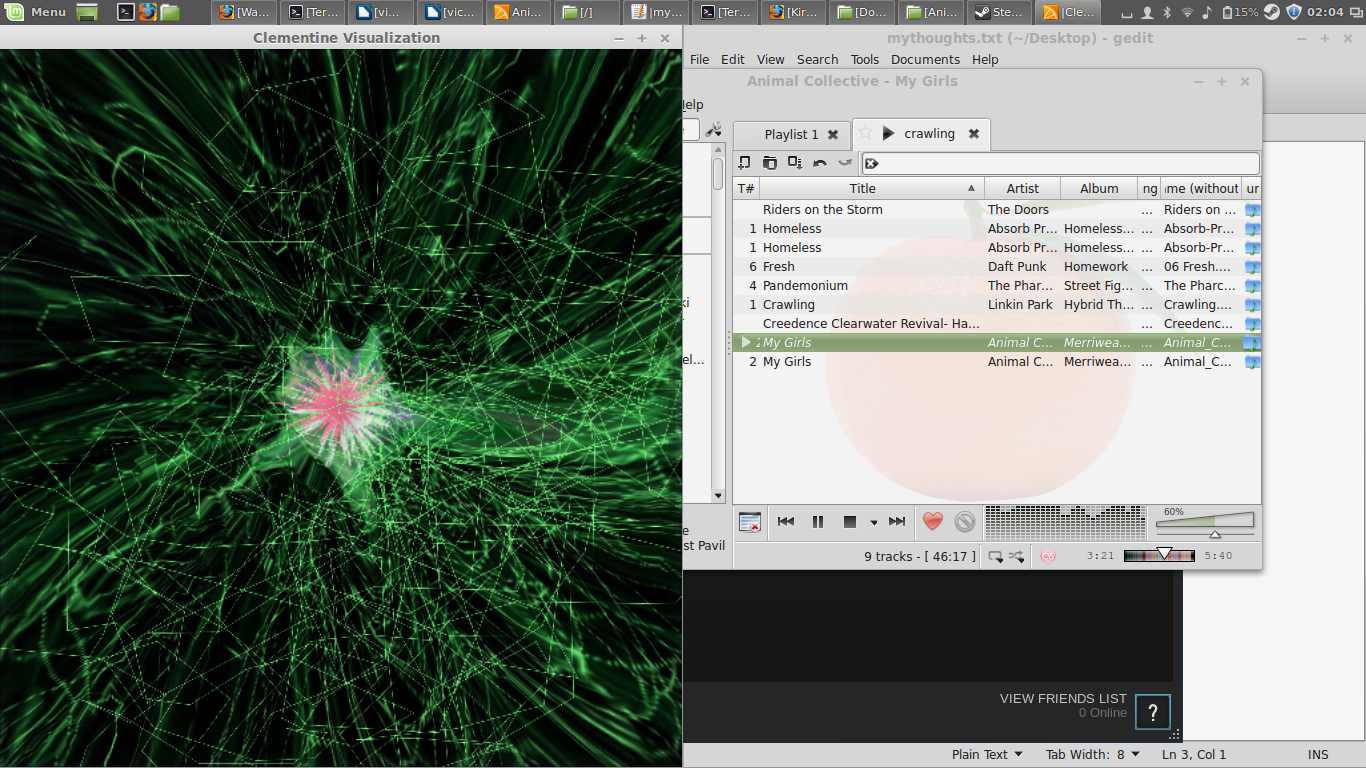 Menu
[Wa...
[Ter...
[vi...
[vic...
Ani...
[/]
|my...
[Ter...
[Kir...
[Do...
[Ani...
Ste...
|Cle...
15%
02:04
Clementine Visualization
mythoughts.txt (~/Desktop) - gedit
File Edit View Search Tools Documents Help
Animal Collective - My Girls
elp
Playlist 1
crawling
T# Title Artist Album ng me (without ur
Riders on the Storm The Doors ... Riders on ...
1 Homeless Absorb Pr... Homeless... ... Absorb-Pr...
1 Homeless Absorb Pr... Homeless... ... Absorb-Pr...
6 Fresh Daft Punk Homework ... 06 Fresh....
4 Pandemonium The Phar... Street Fig... ... The Pharc...
1 Crawling Linkin Park Hybrid Th... ... Crawling....
Creedence Clearwater Revival- Ha... ... Creedenc...
My Girls Animal C... Merriwea... ... Animal_C...
2 My Girls Animal C... Merriwea... ... Animal_C...
ki
el...
e
st Pavil
60%
9 tracks - [ 46:17 ]
3:21
5:40
VIEW FRIENDS LIST
0 Online
?
Plain Text Tab Width: 8 Ln 3, Col 1 INS